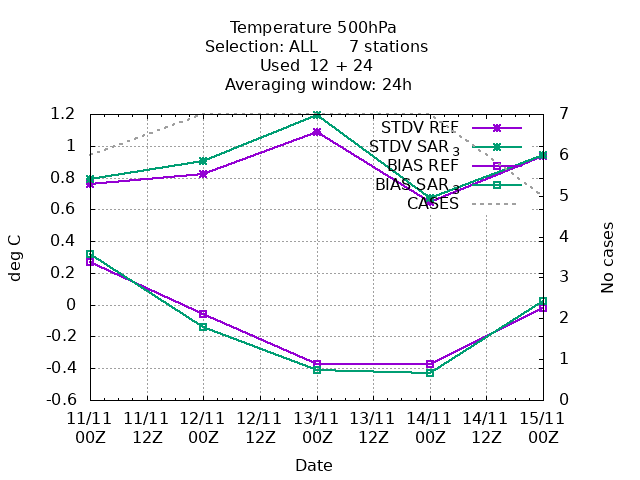 Temperature 500hPa
Selection: ALL      7 stations
Used  12 + 24
Averaging window: 24h
1.2
1
0.8
0.6
0.4
0.2
0
-0.2
-0.4
-0.6
7
6
5
4
3
2
1
0
deg C
No cases
STDV REF
STDV SAR 3
BIAS REF
BIAS SAR 3
CASES
11/11 11/11 12/11 12/11 13/11 13/11 14/11 14/11 15/11
00Z 12Z 00Z 12Z 00Z 12Z 00Z 12Z 00Z
Date